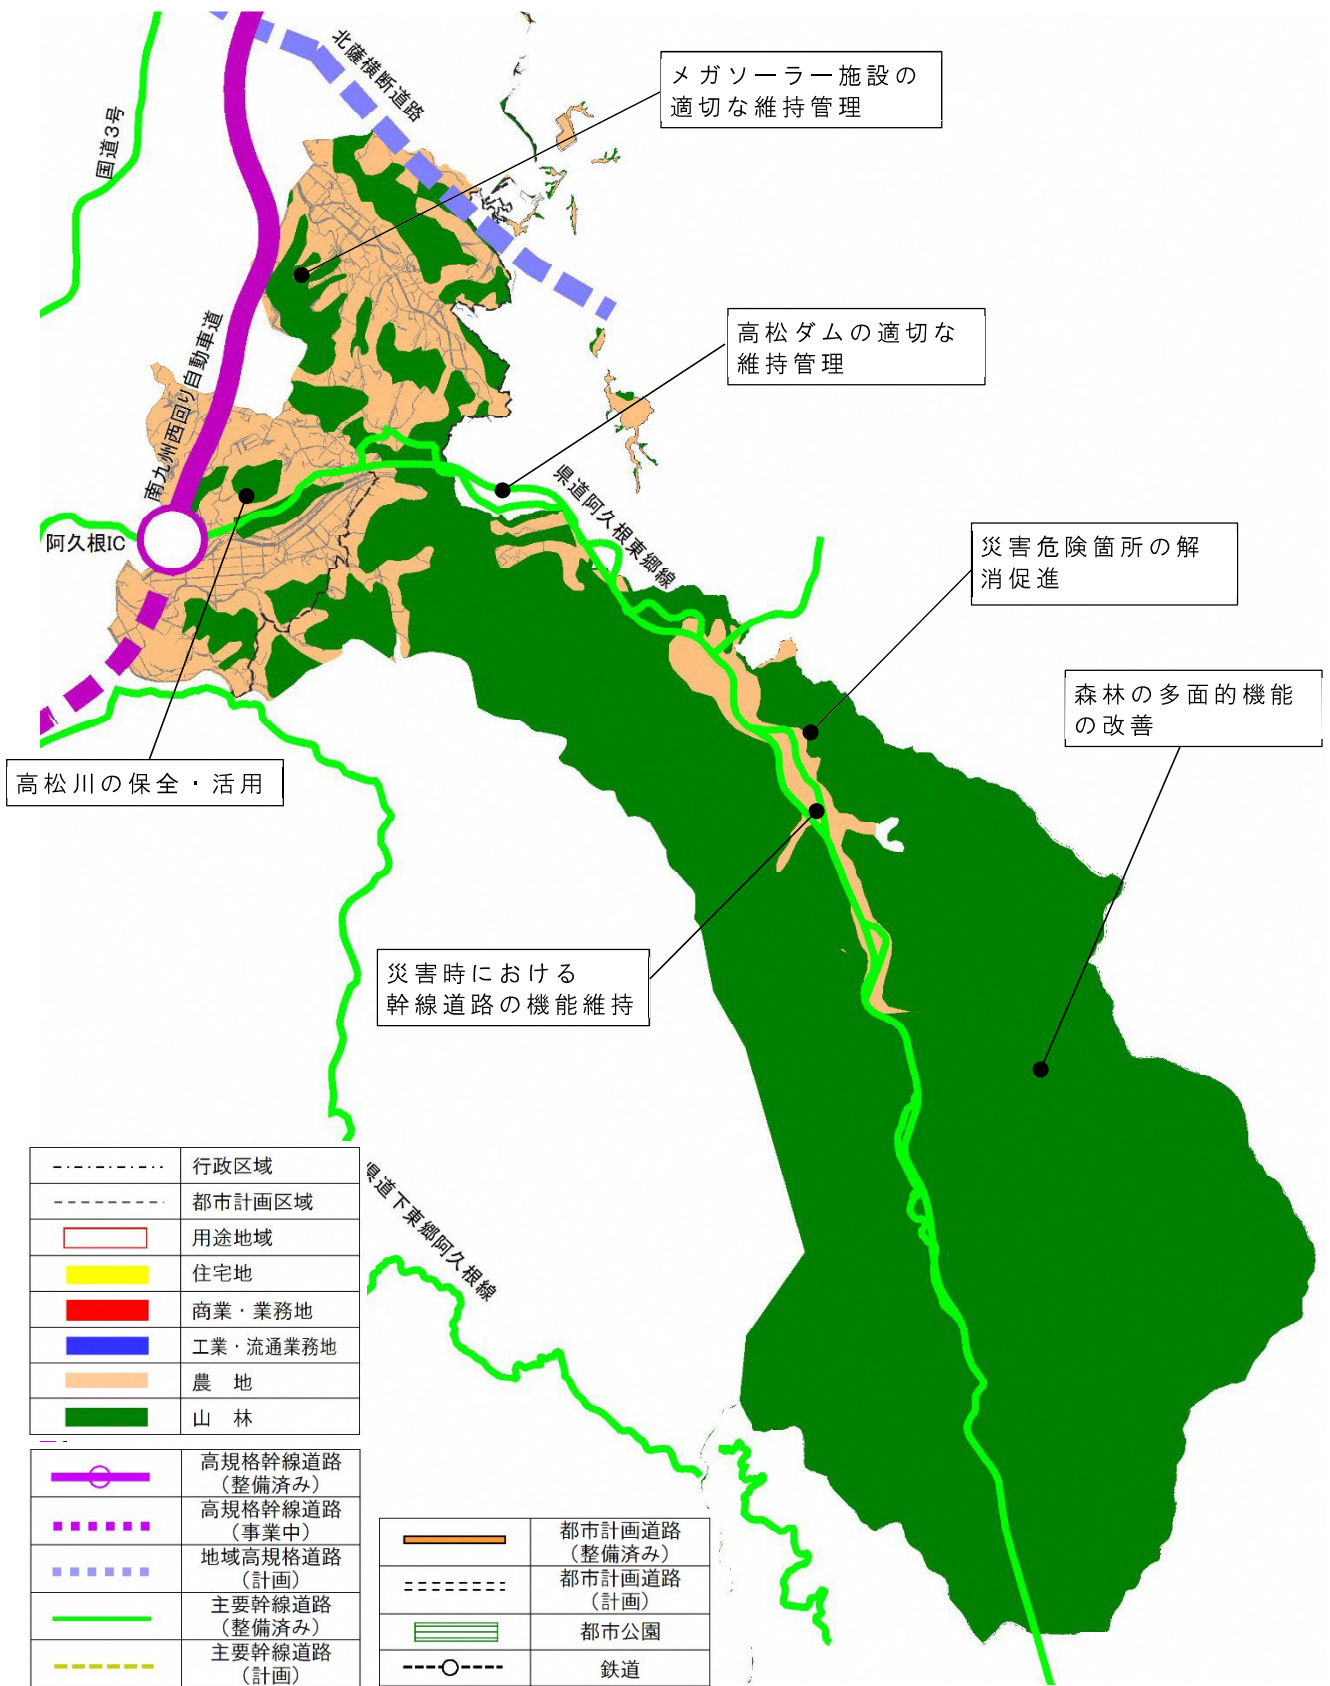 北薩横断道路
メガソーラー施設の
適切な維持管理
国道3号
高松ダムの適切な
維持管理
南九州西回り自動車道
県道阿久根東郷線
阿久根IC
災害危険箇所の解
消促進
森林の多面的機能
の改善
高松川の保全・活用
災害時における
幹線道路の機能維持
県道下東郷阿久根線
行政区域
都市計画区域
用途地域
住宅地
商業・業務地
工業・流通業務地
農　地
山　林
高規格幹線道路
（整備済み）
高規格幹線道路
（事業中）
地域高規格道路
（計画）
主要幹線道路
（整備済み）
主要幹線道路
（計画）
都市計画道路
（整備済み）
都市計画道路
（計画）
都市公園
鉄道